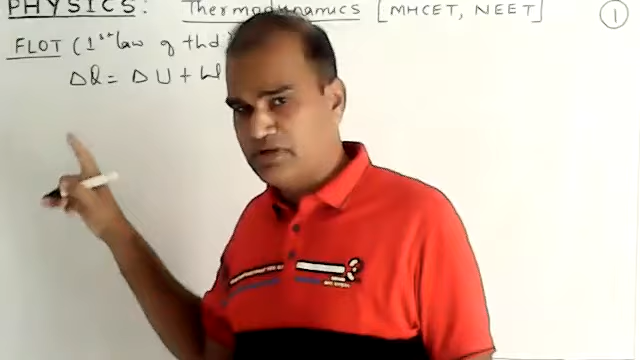 PHYSICS: Thermodynamics [MHCET, NEET] 1
FLOT (1st law of thd
ΔQ = ΔU + W